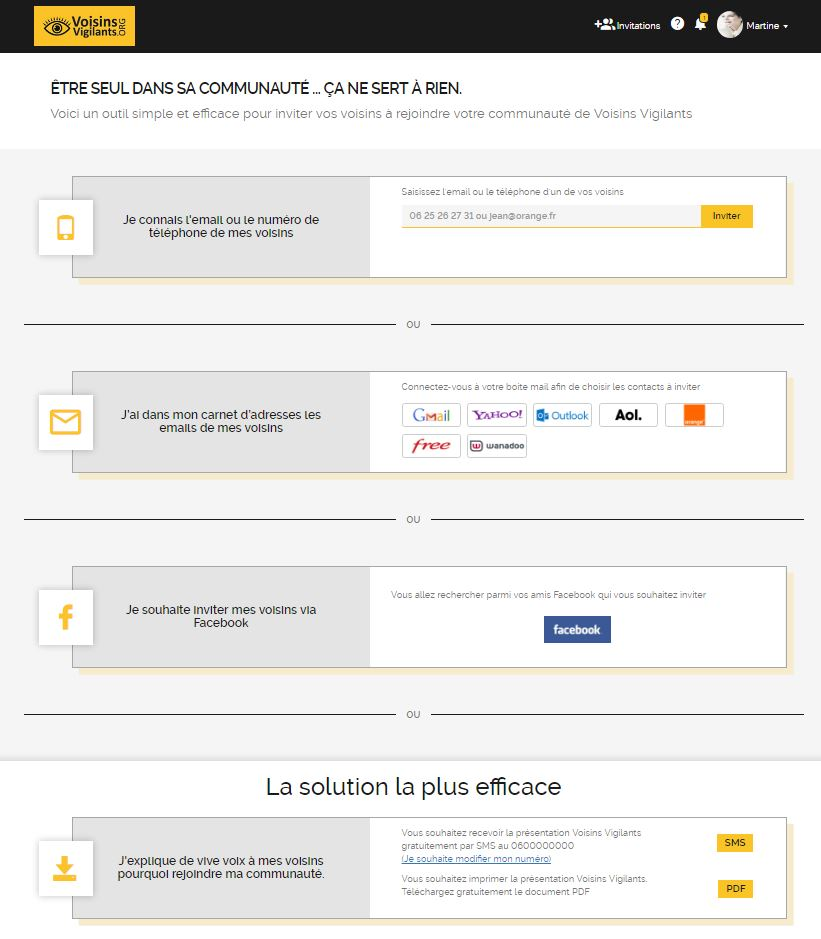 Voisins
Vigilants.ORG
Invitations
?
1
Martine
ÊTRE SEUL DANS SA COMMUNAUTÉ ... ÇA NE SERT À RIEN.
Voici un outil simple et efficace pour inviter vos voisins à rejoindre votre communauté de Voisins Vigilants
Je connais l'email ou le numéro de
téléphone de mes voisins
Saisissez l'email ou le téléphone d'un de vos voisins
06 25 26 27 31 ou jean@orange.fr
Inviter
OU
J'ai dans mon carnet d'adresses les
emails de mes voisins
Connectez-vous à votre boite mail afin de choisir les contacts à inviter
Gmail
YAHOO!
Outlook
Aol.
orange
free
wanadoo
OU
Je souhaite inviter mes voisins via
Facebook
Vous allez rechercher parmi vos amis Facebook qui vous souhaitez inviter
facebook
OU
La solution la plus efficace
J'explique de vive voix à mes voisins
pourquoi rejoindre ma communauté.
Vous souhaitez recevoir la présentation Voisins Vigilants
gratuitement par SMS au 0600000000
(Je souhaite modifier mon numéro)
SMS
Vous souhaitez imprimer la présentation Voisins Vigilants.
Téléchargez gratuitement le document PDF
PDF